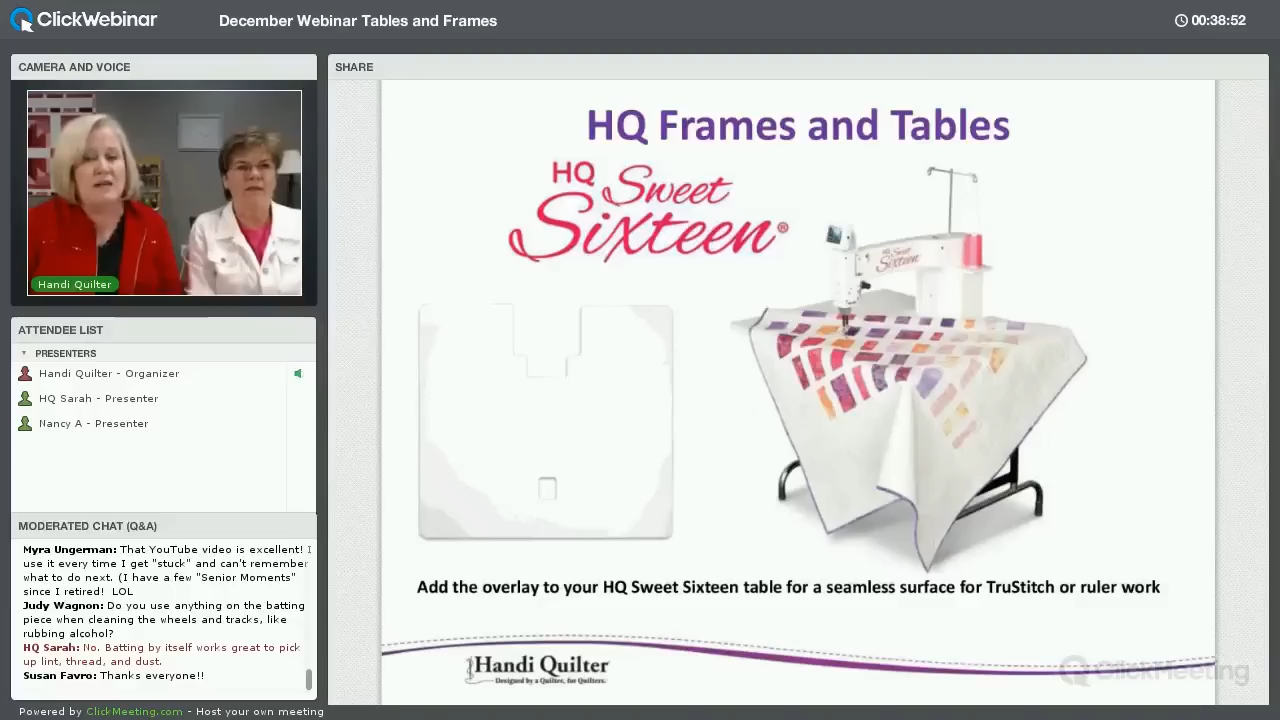 ClickWebinar
December Webinar Tables and Frames
00:38:52
CAMERA AND VOICE
Handi Quilter
ATTENDEE LIST
PRESENTERS
Handi Quilter - Organizer
HQ Sarah - Presenter
Nancy A - Presenter
MODERATED CHAT (Q&A)
Myra Ungerman: That YouTube video is excellent! I
use it every time I get "stuck" and can't remember
what to do next. (I have a few "Senior Moments"
since I retired!) LOL
Judy Wagnon: Do you use anything on the batting
piece when cleaning the wheels and tracks, like
rubbing alcohol?
HQ Sarah: No. Batting by itself works great to pick
up lint, thread,
Susan Favro: Thanks everyone!!
Powered by ClickMeeting.com - Host your own meeting
SHARE
HQ Frames and Tables
HQ Sweet
Sixteen®
Sweet
Sixteen
Add the overlay to your HQ Sweet Sixteen table for a seamless surface for TruStitch or ruler work
Handi Quilter
Designed by a Quilter, for Quilters.
ClickMeeting